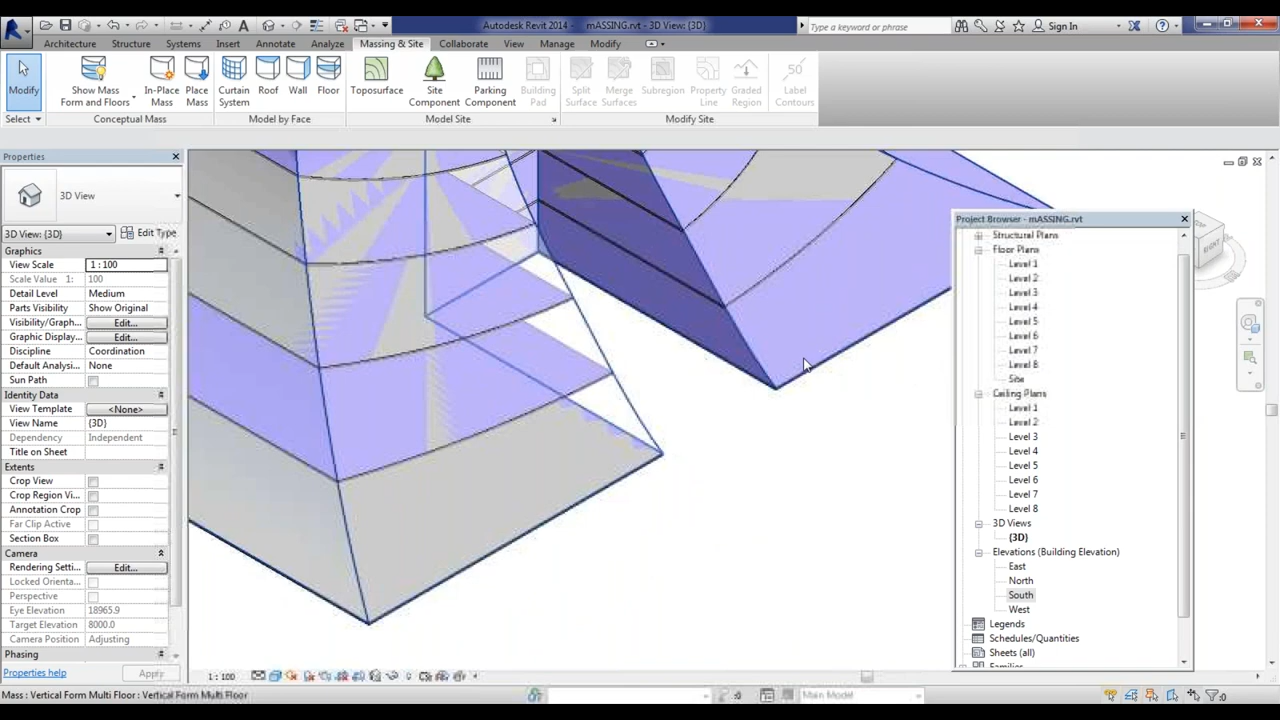 Autodesk Revit 2014 - mASSING.rvt - 3D View: {3D}
Type a keyword or phrase
Sign In
Architecture Structure Systems Insert Annotate Analyze Massing & Site Collaborate View Manage Modify
Modify
Show Mass Form and Floors
In-Place Mass
Place Mass
Curtain System
Roof
Wall
Floor
Toposurface
Site Component
Parking Component
Building Pad
Split Surface
Merge Surfaces
Subregion
Property Line
Graded Region
50
Label Contours
Select
Conceptual Mass
Model by Face
Model Site
Modify Site
Properties
3D View
3D View: {3D} Edit Type
Graphics
View Scale 1 : 100
Scale Value 1: 100
Detail Level Medium
Parts Visibility Show Original
Visibility/Graph... Edit...
Graphic Display... Edit...
Discipline Coordination
Default Analysi... None
Sun Path
Identity Data
View Template <None>
View Name {3D}
Dependency Independent
Title on Sheet
Extents
Crop View
Crop Region Vi...
Annotation Crop
Far Clip Active
Section Box
Camera
Rendering Setti... Edit...
Locked Orienta...
Perspective
Eye Elevation 18965.9
Target Elevation 8000.0
Camera Position Adjusting
Phasing
Properties help Apply
Project Browser - mASSING.rvt
Structural Plans
Floor Plans
Level 1
Level 2
Level 3
Level 4
Level 5
Level 6
Level 7
Level 8
Site
Ceiling Plans
Level 1
Level 2
Level 3
Level 4
Level 5
Level 6
Level 7
Level 8
3D Views
{3D}
Elevations (Building Elevation)
East
North
South
West
Legends
Schedules/Quantities
Sheets (all)
Families
RIGHT
1 : 100
Mass : Vertical Form Multi Floor : Vertical Form Multi Floor
:0
Main Model
:0